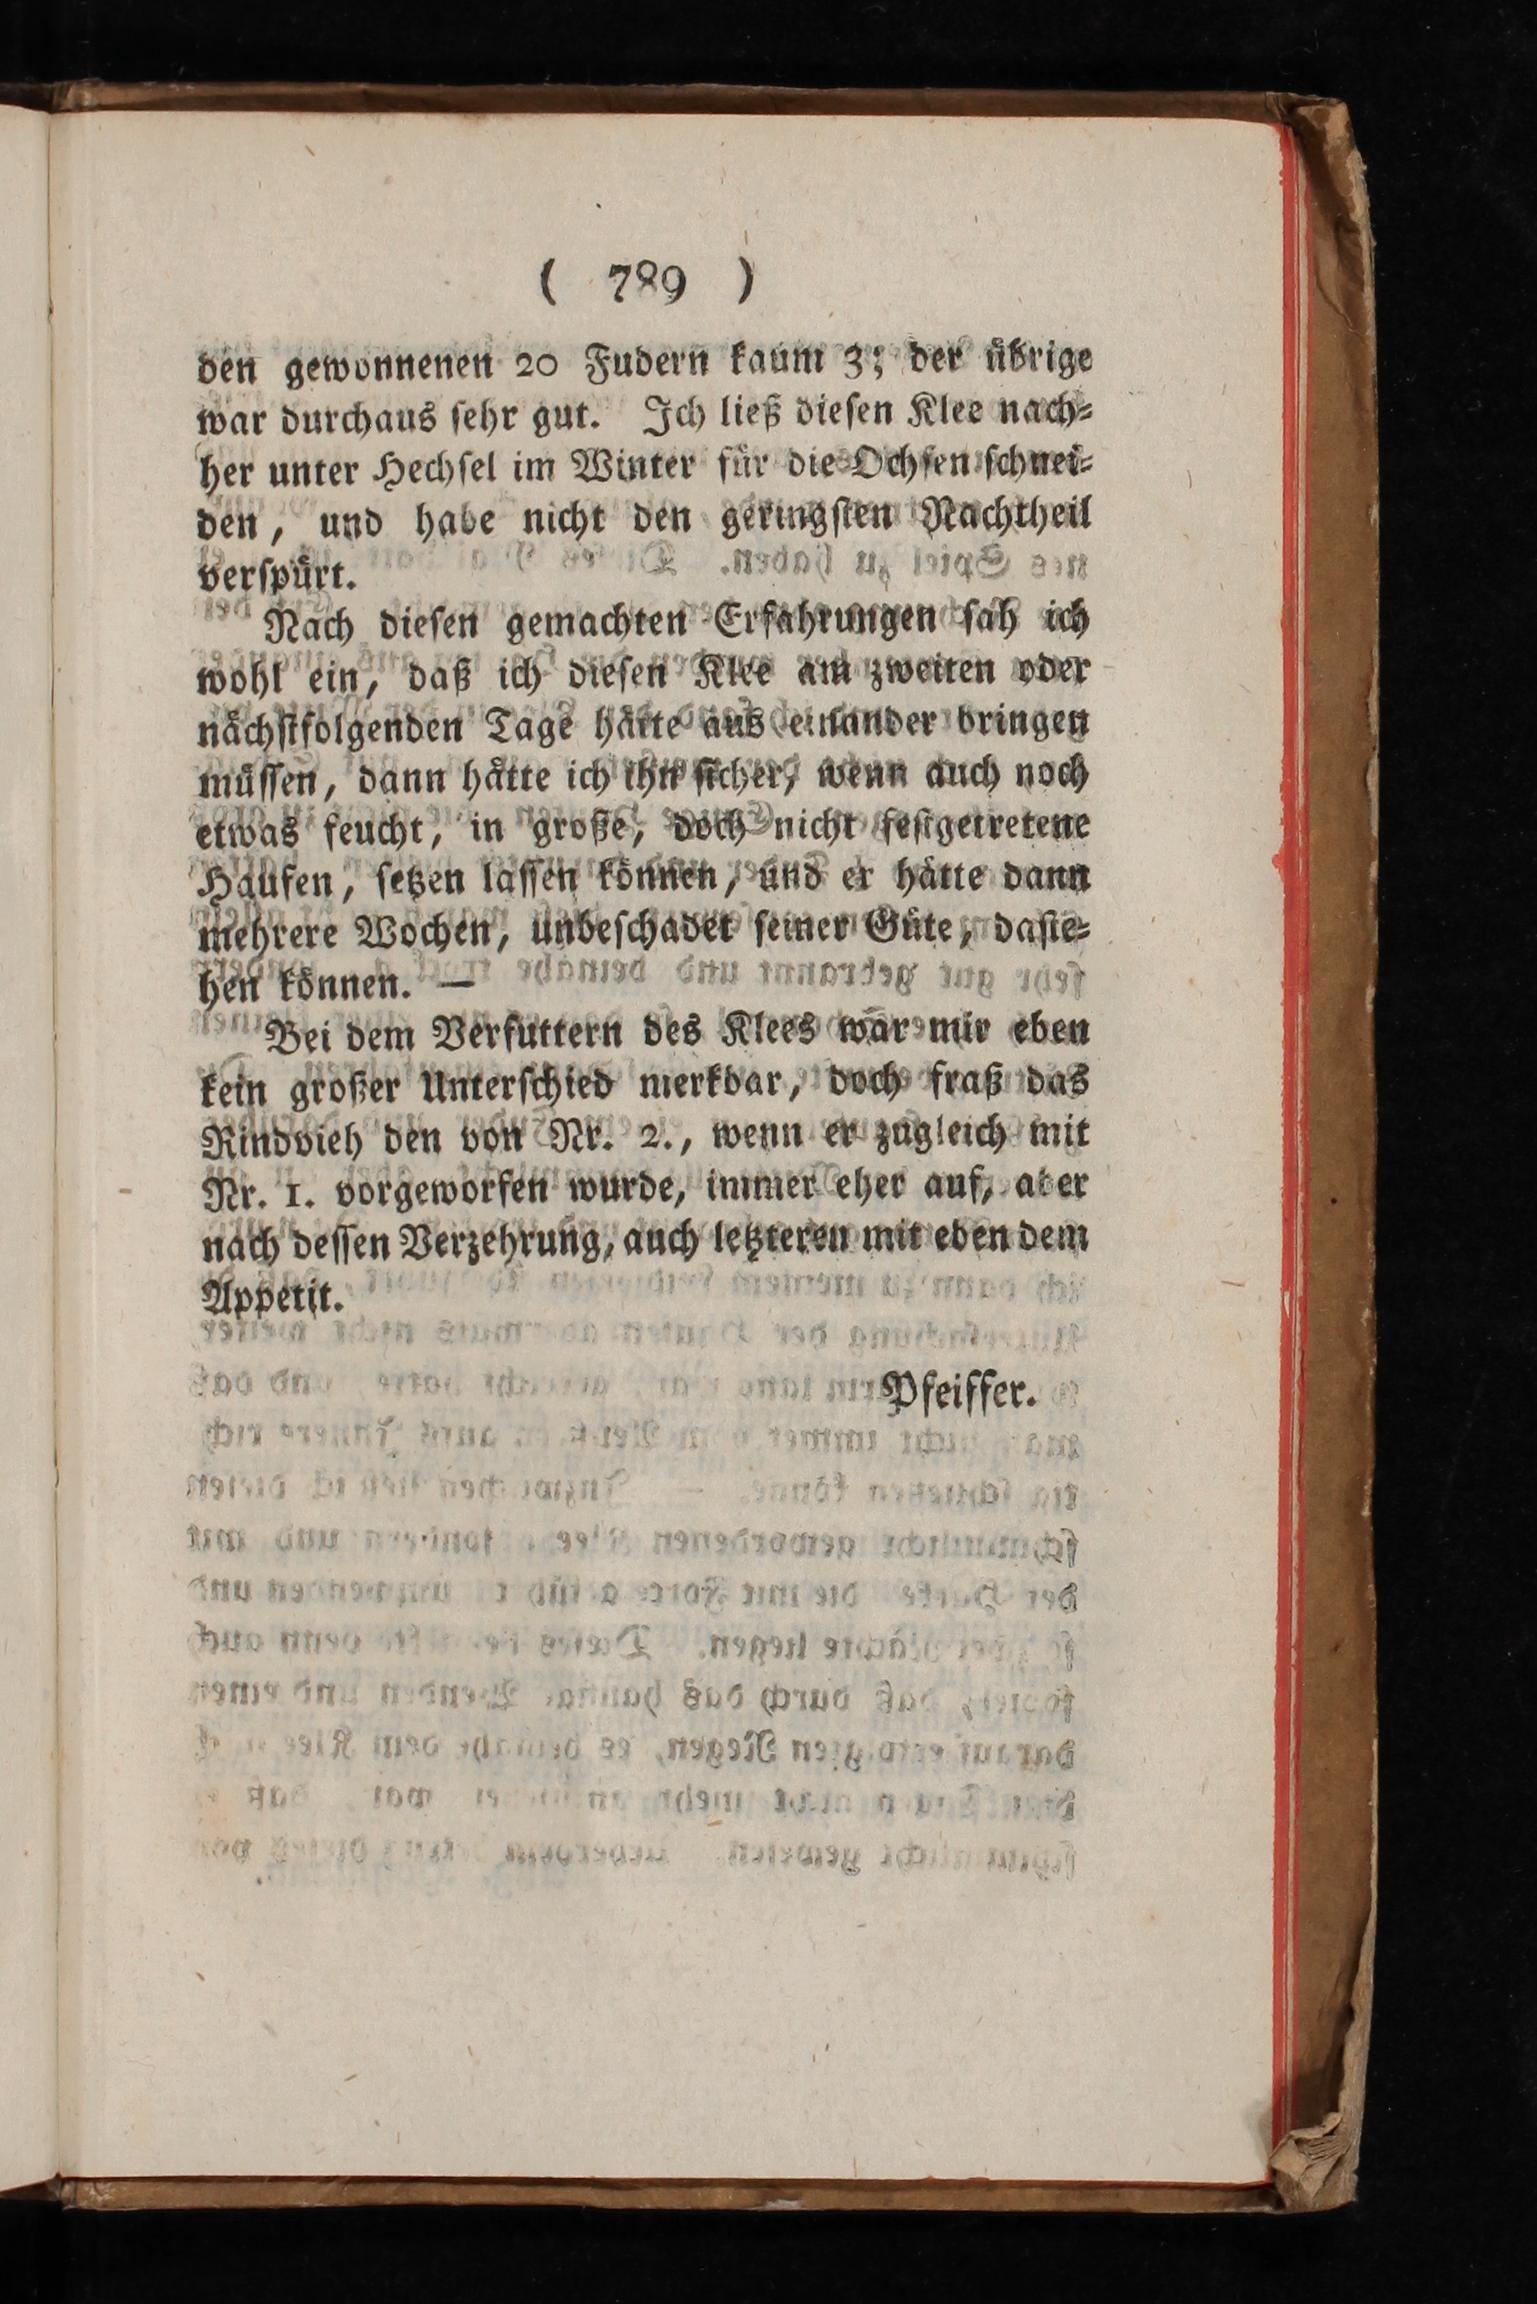 ( 789 )
den gewonnenen 20 Fudern kaum 3; der übrige
war durchaus sehr gut. Ich ließ diesen Klee nach-
her unter Hechsel im Winter für die Ochsen schnei-
den, und habe nicht den geringsten Nachtheil
verspürt.
Nach diesen gemachten Erfahrungen sah ich
wohl ein, daß ich diesen Klee am zweiten oder
nächstfolgenden Tage hätte aus einander bringen
müssen, dann hätte ich ihn sicher, wenn auch noch
etwas feucht, in große, doch nicht festgetretene
Haufen, setzen lassen können, und er hätte dann
mehrere Wochen, unbeschadet seiner Güte, daste-
hen können. —
Bei dem Verfuttern des Klees war mir eben
kein großer Unterschied merkbar, doch fraß das
Rindvieh den von Nr. 2., wenn er zugleich mit
Nr. 1. vorgeworfen wurde, immer eher auf, aber
nach dessen Verzehrung, auch letzteren mit eben dem
Appetit.
Pfeiffer.